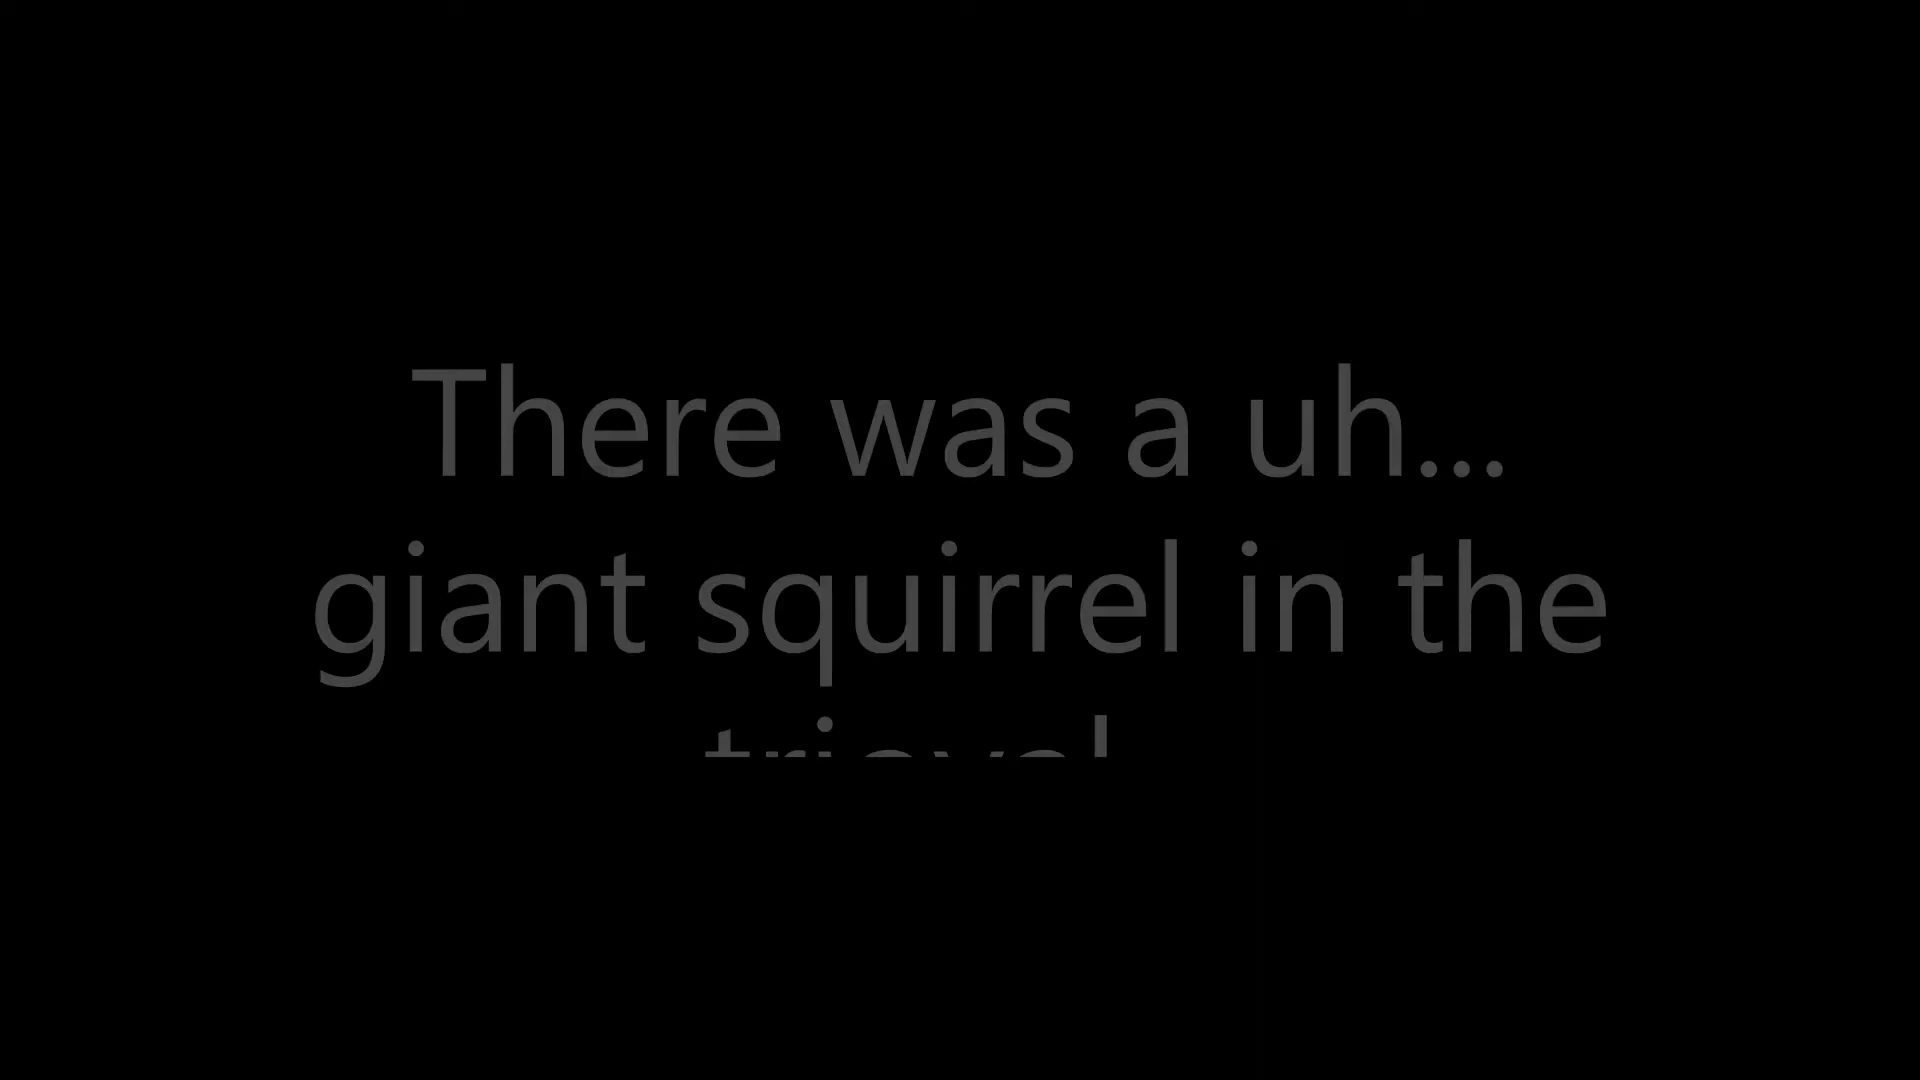 There was a uh...
giant squirrel in the